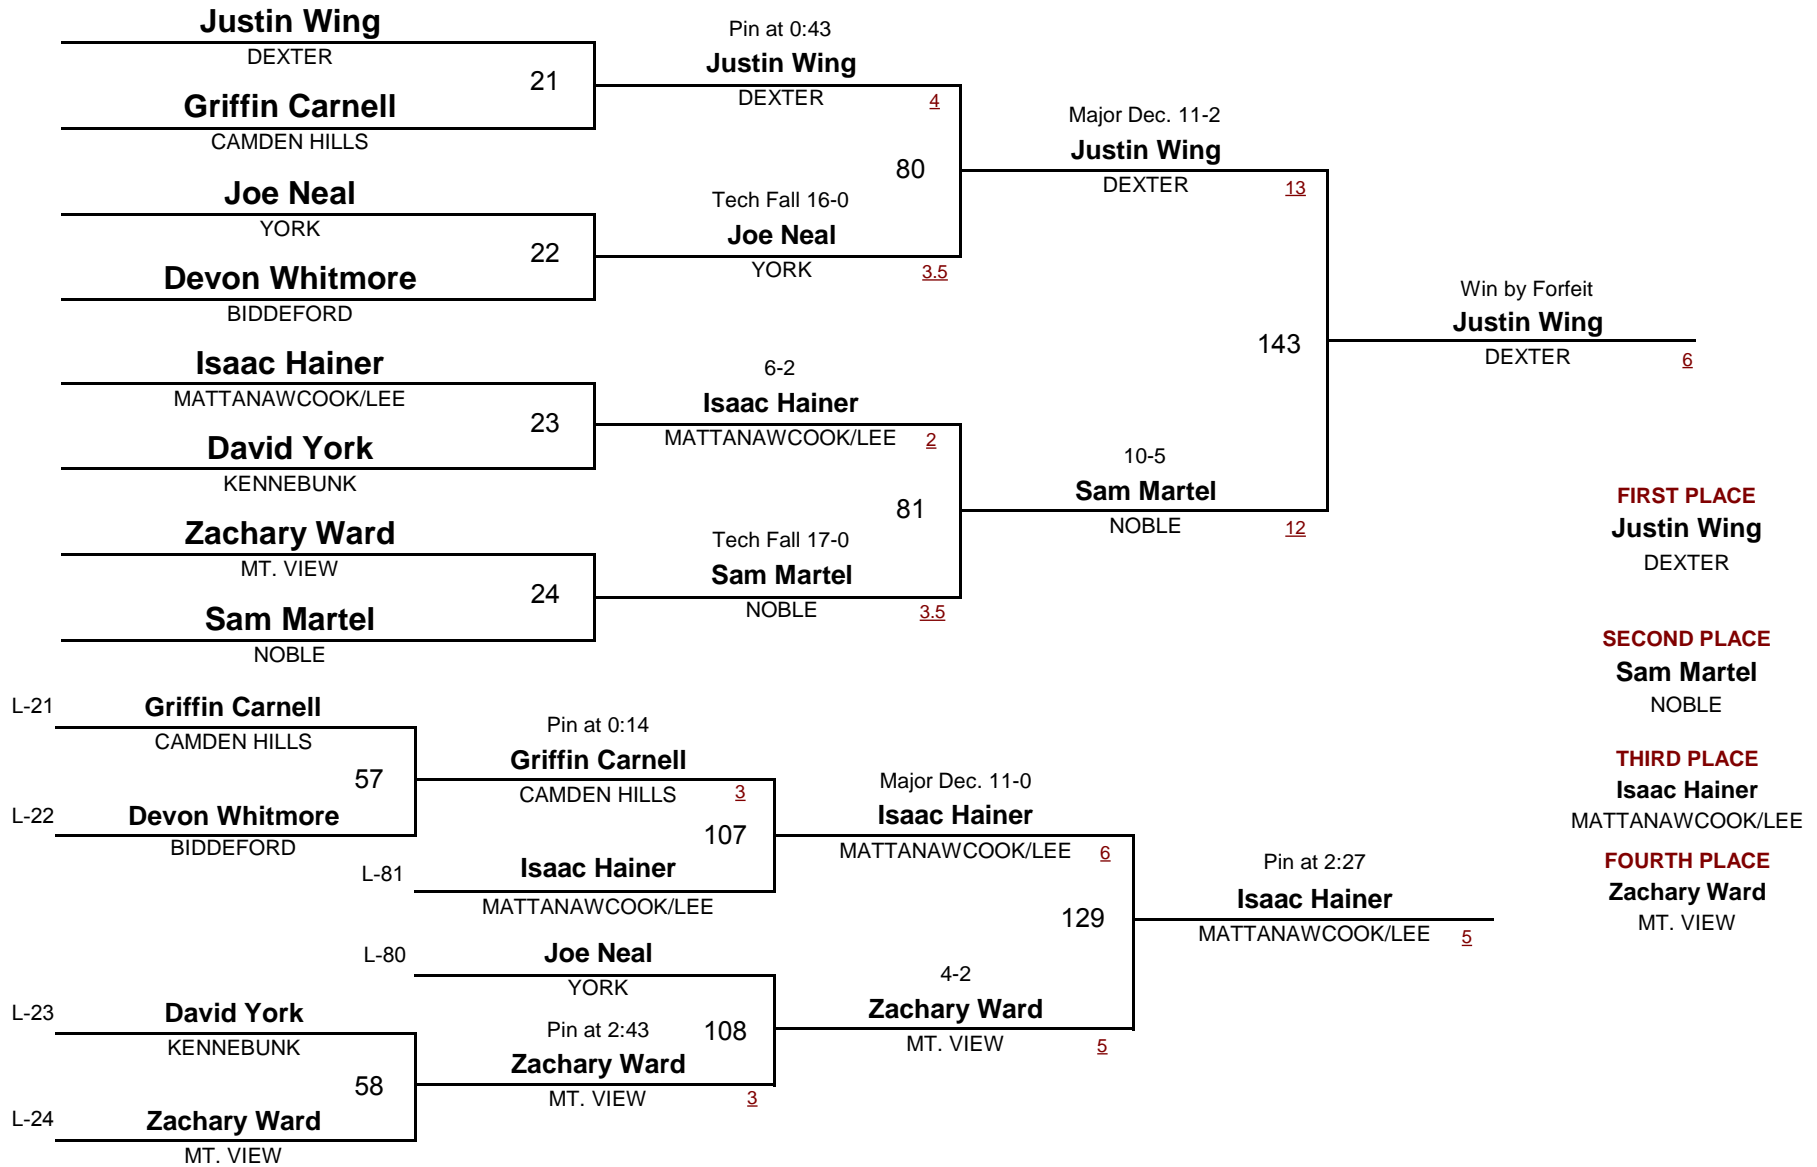 Justin Wing
DEXTER
21
Griffin Carnell
CAMDEN HILLS
Joe Neal
YORK
22
Devon Whitmore
BIDDEFORD
Isaac Hainer
MATTANAWCOOK/LEE
23
David York
KENNEBUNK
Zachary Ward
MT. VIEW
24
Sam Martel
NOBLE
Pin at 0:43
Justin Wing
DEXTER 4
80
Tech Fall 16-0
Joe Neal
YORK 3.5
6-2
Isaac Hainer
MATTANAWCOOK/LEE 2
81
Tech Fall 17-0
Sam Martel
NOBLE 3.5
Major Dec. 11-2
Justin Wing
DEXTER 13
143
10-5
Sam Martel
NOBLE 12
Win by Forfeit
Justin Wing
DEXTER 6
FIRST PLACE
Justin Wing
DEXTER
SECOND PLACE
Sam Martel
NOBLE
THIRD PLACE
Isaac Hainer
MATTANAWCOOK/LEE
FOURTH PLACE
Zachary Ward
MT. VIEW
L-21 Griffin Carnell
CAMDEN HILLS
57
L-22 Devon Whitmore
BIDDEFORD
Pin at 0:14
Griffin Carnell
CAMDEN HILLS 3
107
L-81 Isaac Hainer
MATTANAWCOOK/LEE
L-80 Joe Neal
YORK
108
L-23 David York
KENNEBUNK
58
L-24 Zachary Ward
MT. VIEW
Pin at 2:43
Zachary Ward
MT. VIEW 3
Major Dec. 11-0
Isaac Hainer
MATTANAWCOOK/LEE 6
129
4-2
Zachary Ward
MT. VIEW 5
Pin at 2:27
Isaac Hainer
MATTANAWCOOK/LEE 5